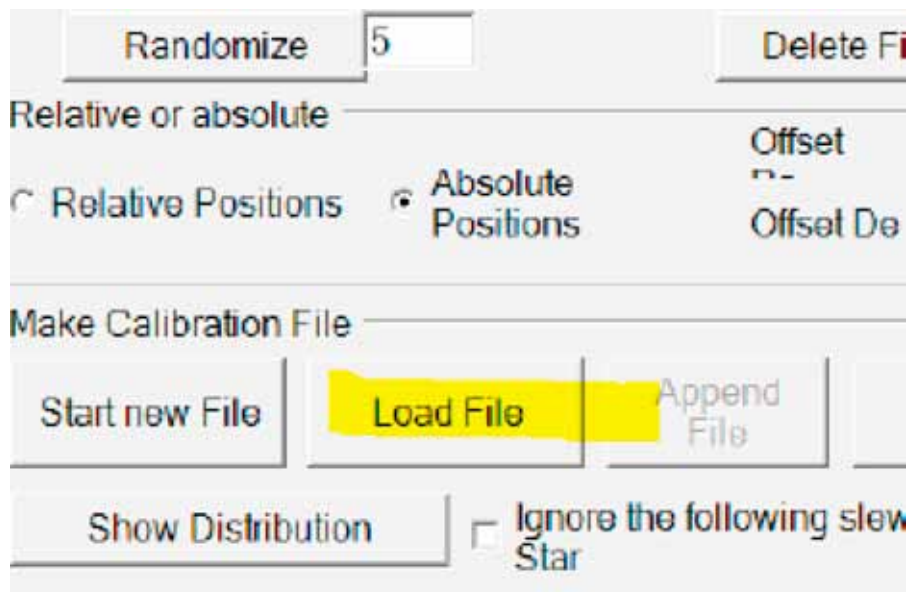 Randomize 5 Delete Fi
Relative or absolute
Offset
Relative Positions Absolute
Positions
Offset De
Make Calibration File
Start new File Load File Append
File
Show Distribution Ignore the following slew
Star